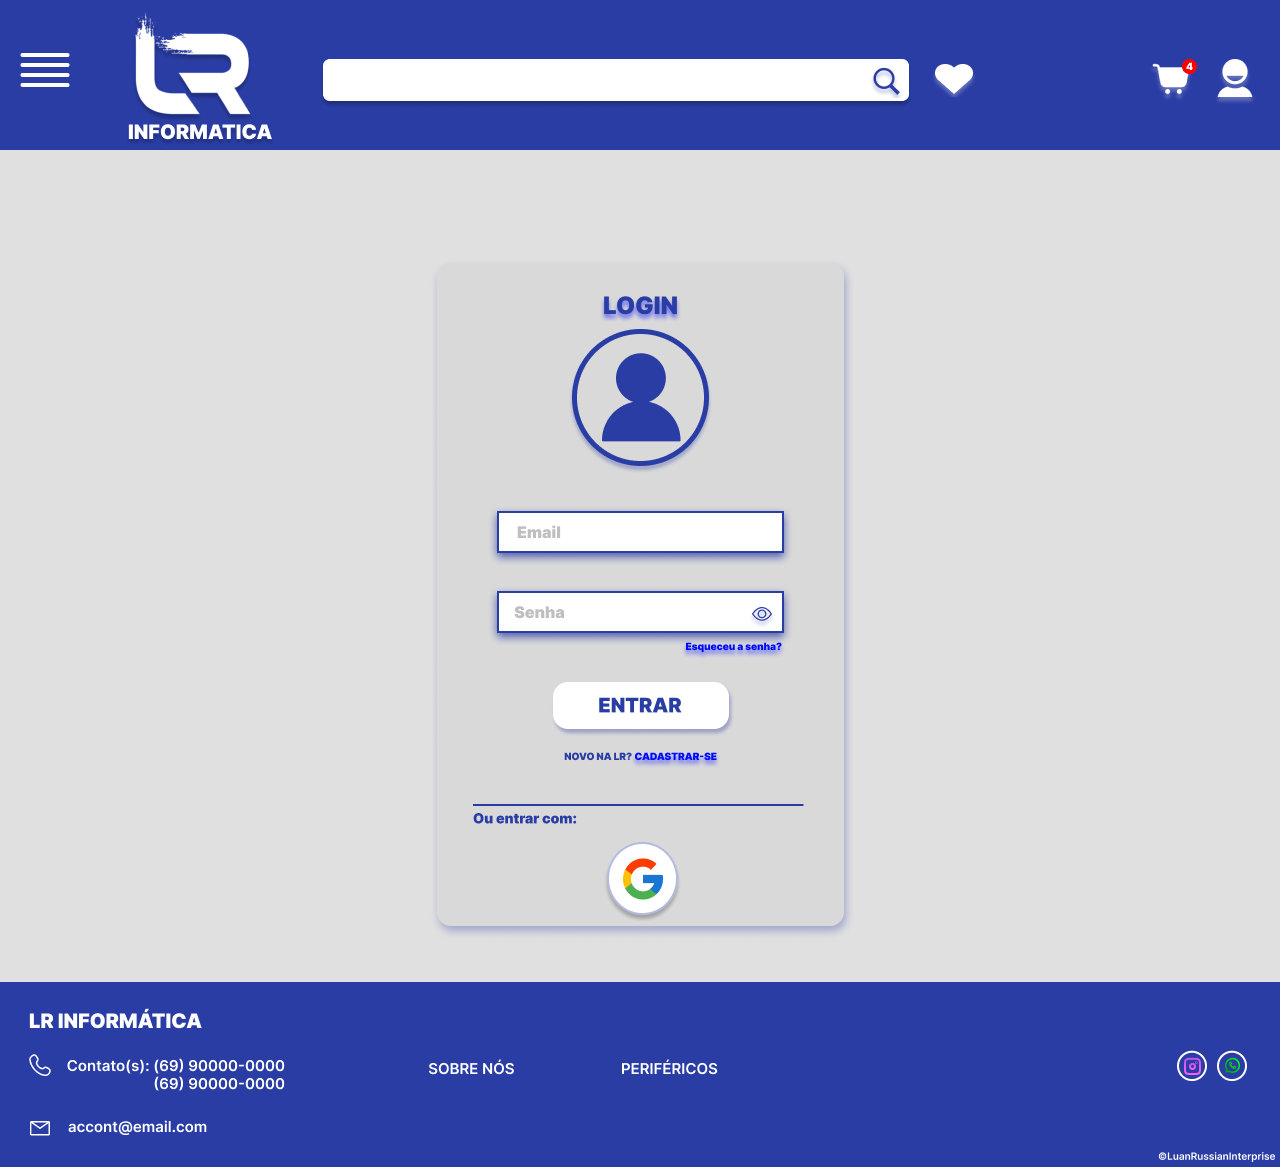 LR
INFORMATICA
4
LOGIN
Email
Senha
Esqueceu a senha?
ENTRAR
NOVO NA LR? CADASTRAR-SE
Ou entrar com:
G
LR INFORMÁTICA
Contato(s): (69) 90000-0000
(69) 90000-0000
SOBRE NÓS
PERIFÉRICOS
accont@email.com
©LuanRussianInterprise